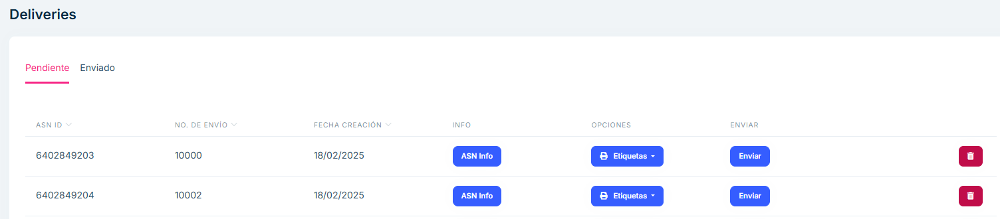 Deliveries
Pendiente Enviado
ASN ID NO. DE ENVÍO FECHA CREACIÓN INFO OPCIONES ENVIAR
6402849203 10000 18/02/2025 ASN Info Etiquetas Enviar
6402849204 10002 18/02/2025 ASN Info Etiquetas Enviar